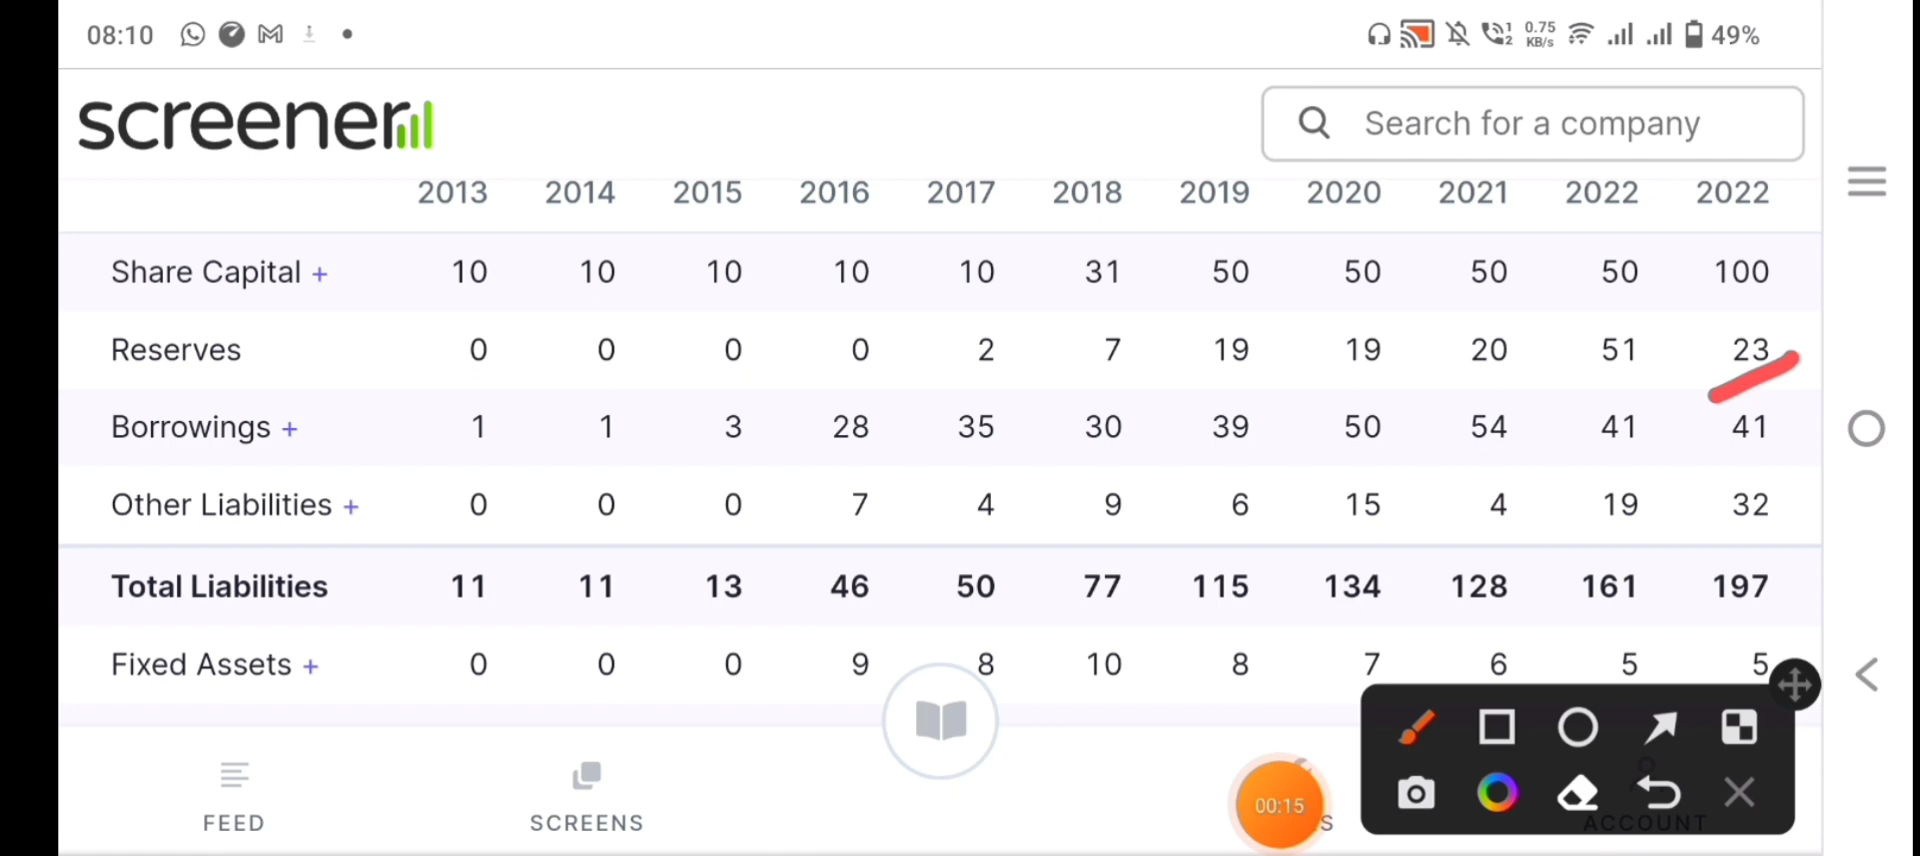 08:10 0.75 KB/s 49%
screener Search for a company
2013 2014 2015 2016 2017 2018 2019 2020 2021 2022 2022
Share Capital + 10 10 10 10 10 31 50 50 50 50 100
Reserves 0 0 0 0 2 7 19 19 20 51 23
Borrowings + 1 1 3 28 35 30 39 50 54 41 41
Other Liabilities + 0 0 0 7 4 9 6 15 4 19 32
Total Liabilities 11 11 13 46 50 77 115 134 128 161 197
Fixed Assets + 0 0 0 9 8 10 8 7 6 5 5
00:15
FEED SCREENS ACCOUNT